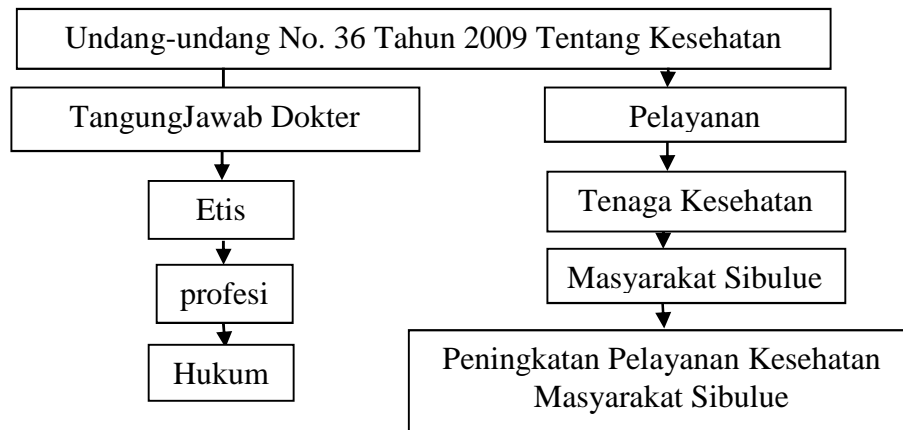 Undang-undang No. 36 Tahun 2009 Tentang Kesehatan
TangungJawab Dokter
Pelayanan
Etis
Tenaga Kesehatan
profesi
Masyarakat Sibulue
Hukum
Peningkatan Pelayanan Kesehatan
Masyarakat Sibulue